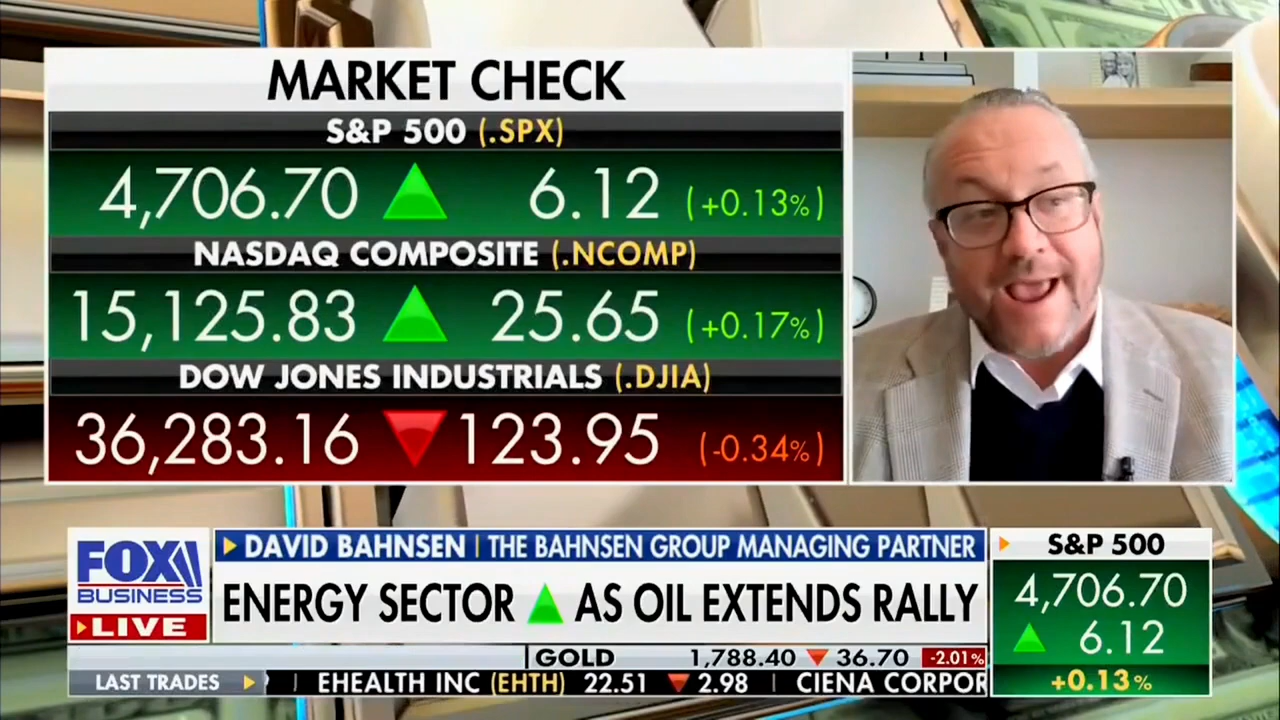 MARKET CHECK
S&P 500 (.SPX)
4,706.70 ▲ 6.12 (+0.13%)
NASDAQ COMPOSITE (.NCOMP)
15,125.83 ▲ 25.65 (+0.17%)
DOW JONES INDUSTRIALS (.DJIA)
36,283.16 ▼ 123.95 (-0.34%)
FOX
BUSINESS
LIVE
DAVID BAHNSEN | THE BAHNSEN GROUP MANAGING PARTNER
ENERGY SECTOR ▲ AS OIL EXTENDS RALLY
S&P 500
4,706.70
▲ 6.12
+0.13%
GOLD 1,788.40 ▼ 36.70 -2.01%
LAST TRADES EHEALTH INC (EHTH) 22.51 ▼ 2.98 | CIENA CORPOR